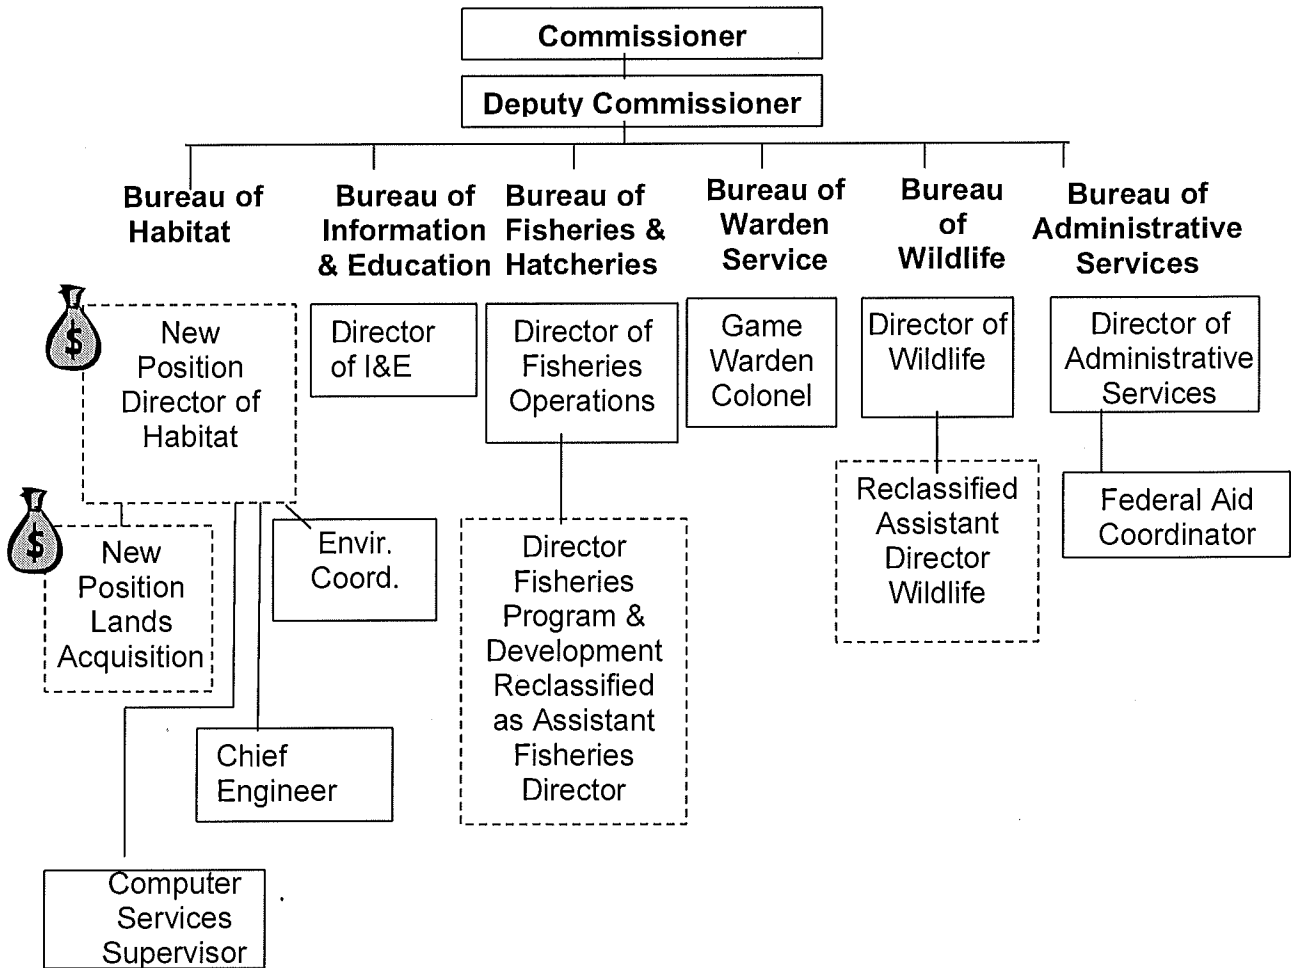 Commissioner
Deputy Commissioner
Bureau of
Habitat
Bureau of
Information
& Education
Bureau of
Fisheries &
Hatcheries
Bureau of
Warden
Service
Bureau
of
Wildlife
Bureau of
Administrative
Services
$
New
Position
Director of
Habitat
Director
of I&E
Director of
Fisheries
Operations
Game
Warden
Colonel
Director of
Wildlife
Director of
Administrative
Services
$
New
Position
Lands
Acquisition
Envir.
Coord.
Director
Fisheries
Program &
Development
Reclassified
as Assistant
Fisheries
Director
Reclassified
Assistant
Director
Wildlife
Federal Aid
Coordinator
Chief
Engineer
Computer
Services
Supervisor